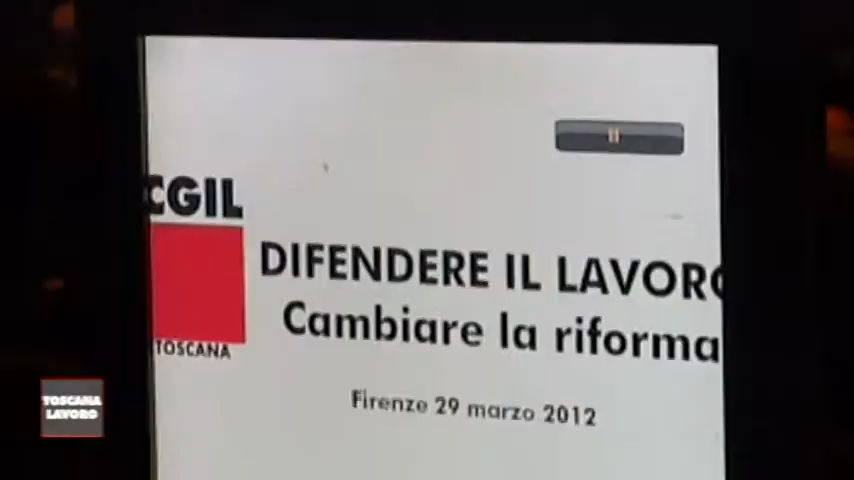 CGIL
TOSCANA
DIFENDERE IL LAVORO
Cambiare la riforma
Firenze 29 marzo 2012
TOSCANA
LAVORO